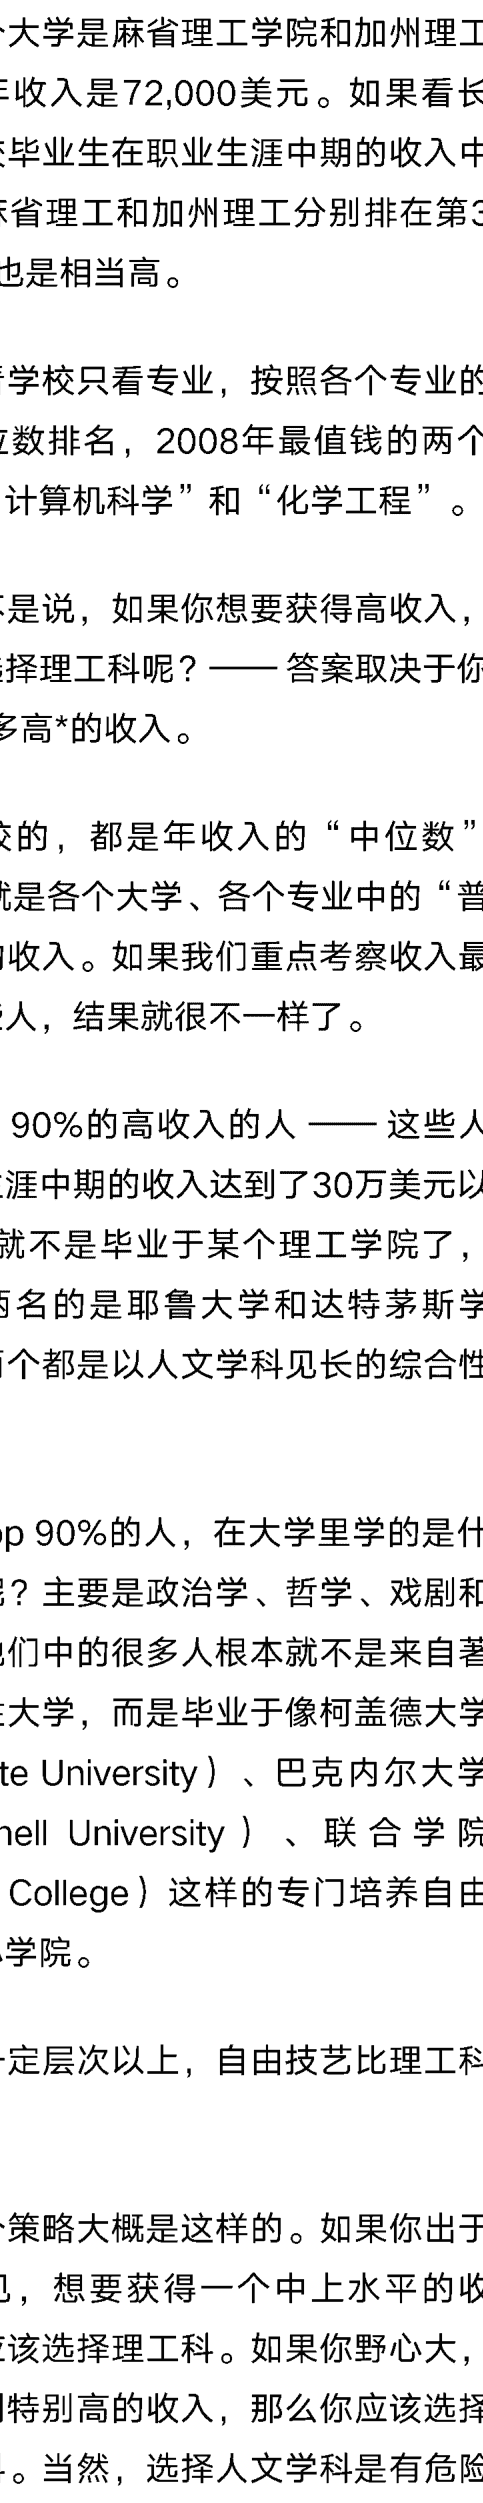 大学是麻省理工学院和加州理工
收入是72,000美元。如果看长
毕业生在职业生涯中期的收入中
省理工和加州理工分别排在第3
也是相当高。
学校只看专业，按照各个专业的
数排名，2008年最值钱的两个
计算机科学”和“化学工程”。
是说，如果你想要获得高收入，
择理工科呢？—— 答案取决于你
多高*的收入。
的，都是年收入的“中位数”
就是各个大学、各个专业中的“普
收入。如果我们重点考察收入最
人，结果就很不一样了。
90%的高收入的人 —— 这些人
涯中期的收入达到了30万美元以
就不是毕业于某个理工学院了，
两名的是耶鲁大学和达特茅斯学
个都是以人文学科见长的综合性
op 90%的人，在大学里学的是什
呢？主要是政治学、哲学、戏剧和
他们中的很多人根本就不是来自著
大学，而是毕业于像柯盖德大学
te University）、巴克内尔大学
nell University）、联合学院
College）这样的专门培养自由
学院。
定层次以上，自由技艺比理工科
策略大概是这样的。如果你出于
见，想要获得一个中上水平的收
应该选择理工科。如果你野心大，
特别高的收入，那么你应该选择
。当然，选择人文学科是有危险